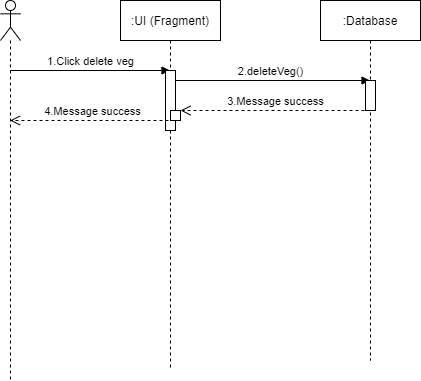 :UI (Fragment)
:Database
1.Click delete veg
2.deleteVeg()
3.Message success
4.Message success